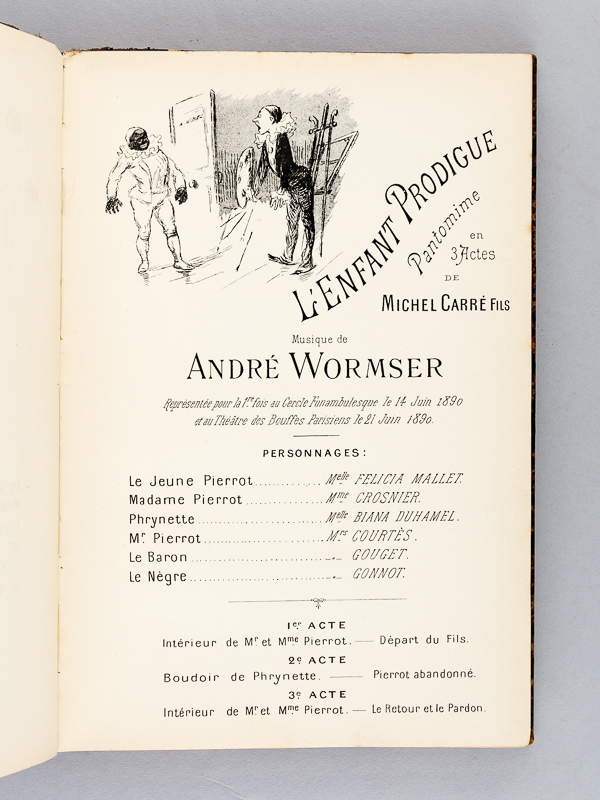 L'ENFANT PRODIGUE
Pantomime
en
3 Actes
DE
MICHEL CARRÉ FILS
Musique de
ANDRÉ WORMSER
Représentée pour la 1re fois au Cercle Funambulesque le 14 Juin 1890
et au Théâtre des Bouffes Parisiens le 21 Juin 1890.
PERSONNAGES:
Le Jeune Pierrot............ Melle FELICIA MALLET.
Madame Pierrot............ Mme CROSNIER.
Phrynette............ Melle BIANA DUHAMEL.
Mr Pierrot............ Mrs COURTÈS.
Le Baron............ „ GOUGET.
Le Nègre............ „ GONNOT.
1er ACTE
Intérieur de Mr et Mme Pierrot. — Départ du Fils.
2e ACTE
Boudoir de Phrynette. — Pierrot abandonné.
3e ACTE
Intérieur de Mr et Mme Pierrot. — Le Retour et le Pardon.